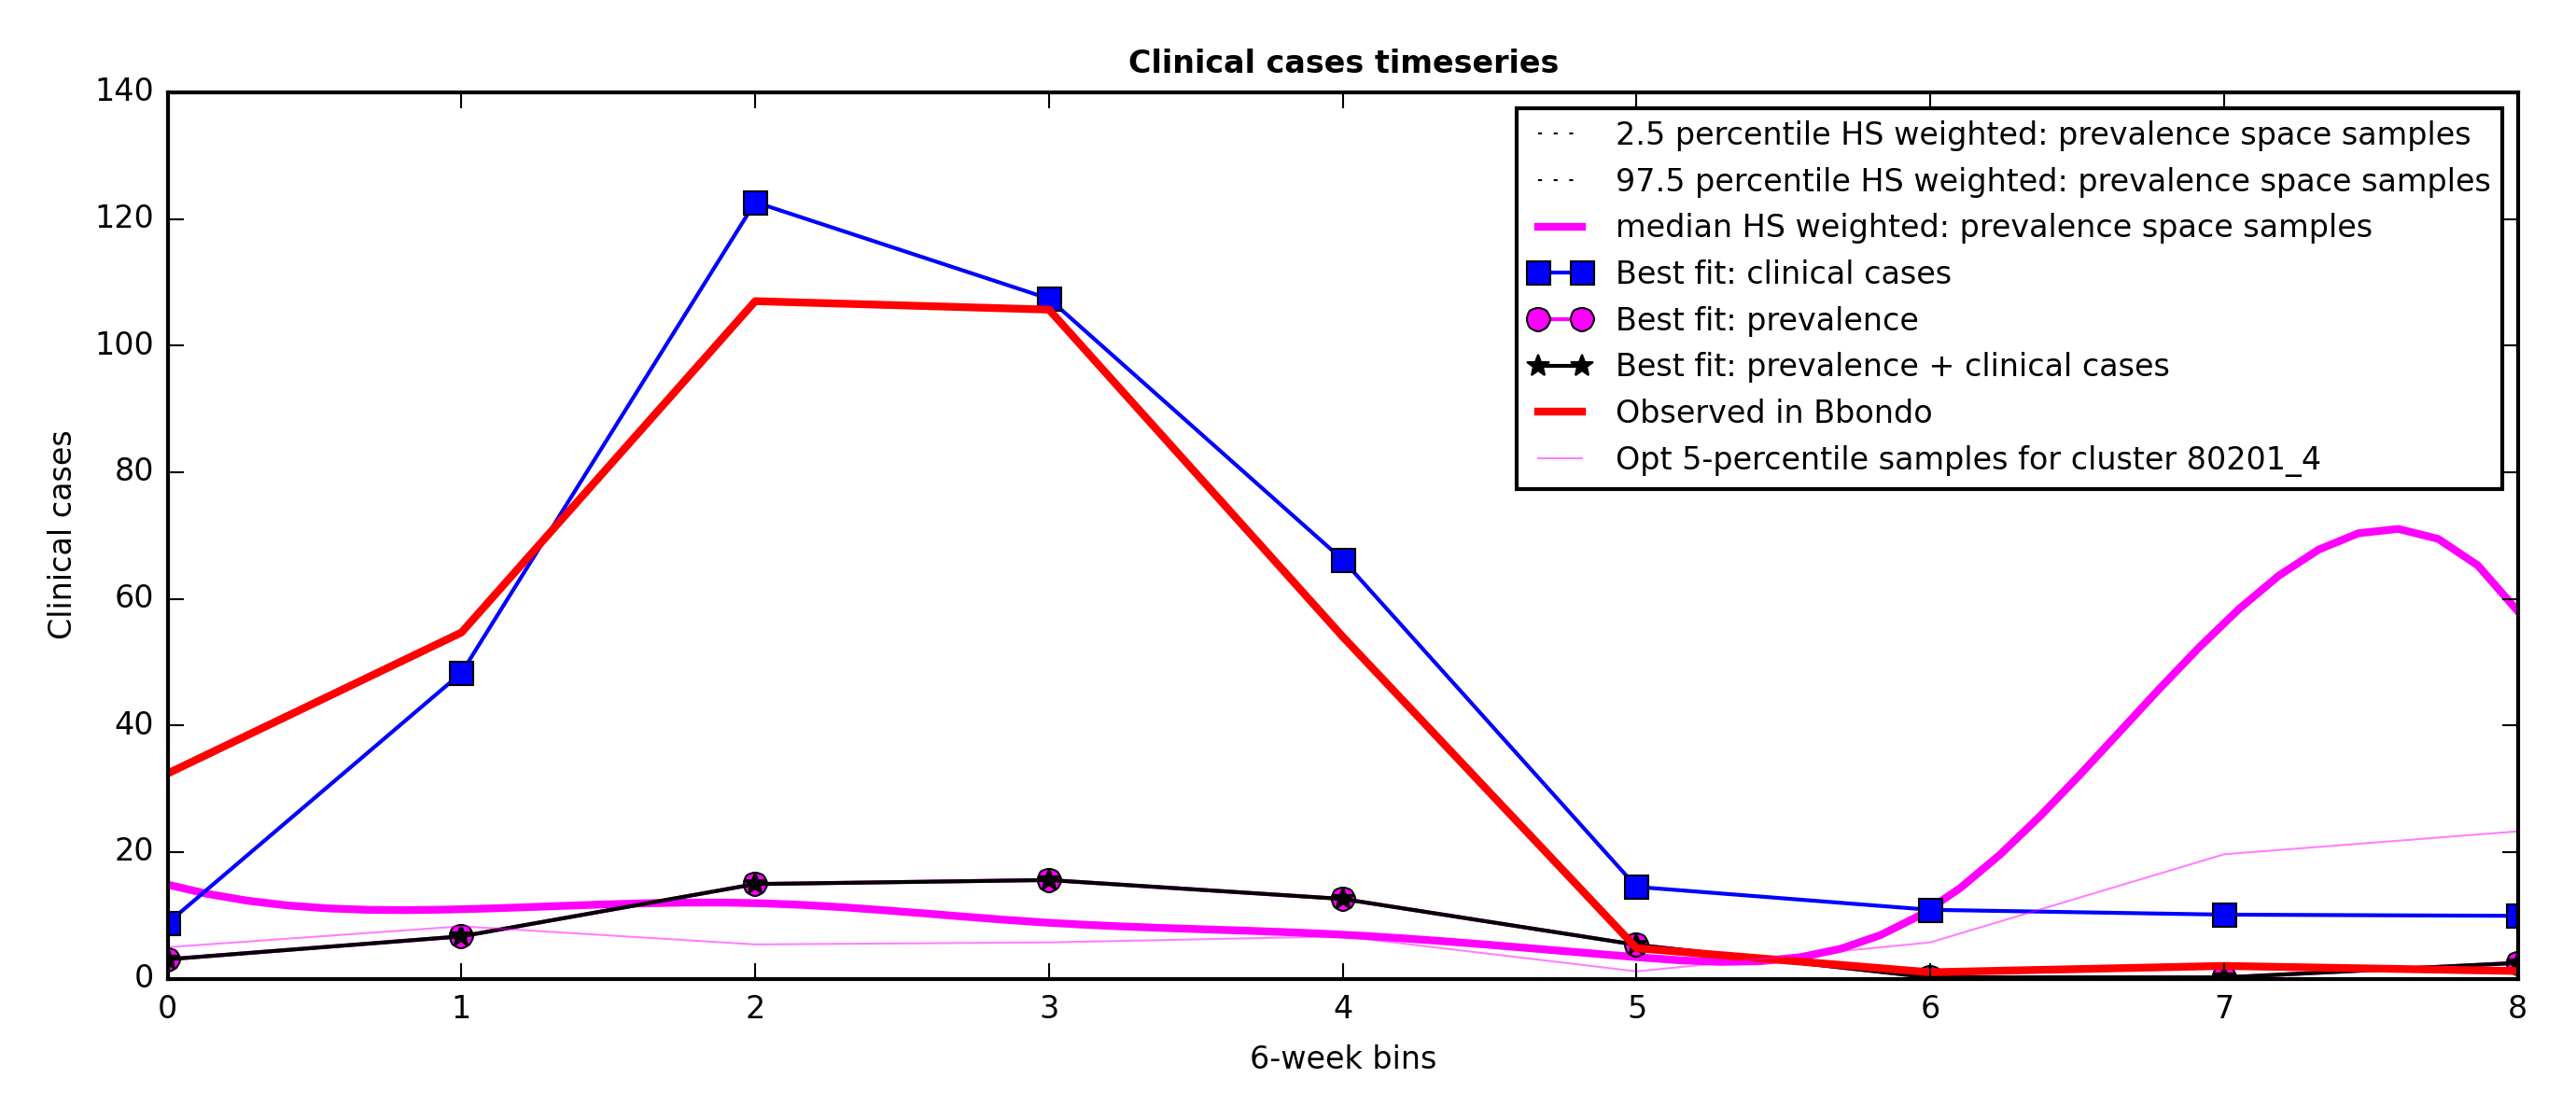 Clinical cases timeseries
140
120
100
80
60
40
20
0
Clinical cases
2.5 percentile HS weighted: prevalence space samples
97.5 percentile HS weighted: prevalence space samples
median HS weighted: prevalence space samples
Best fit: clinical cases
Best fit: prevalence
Best fit: prevalence + clinical cases
Observed in Bbondo
Opt 5-percentile samples for cluster 80201_4
0 1 2 3 4 5 6 7 8
6-week bins